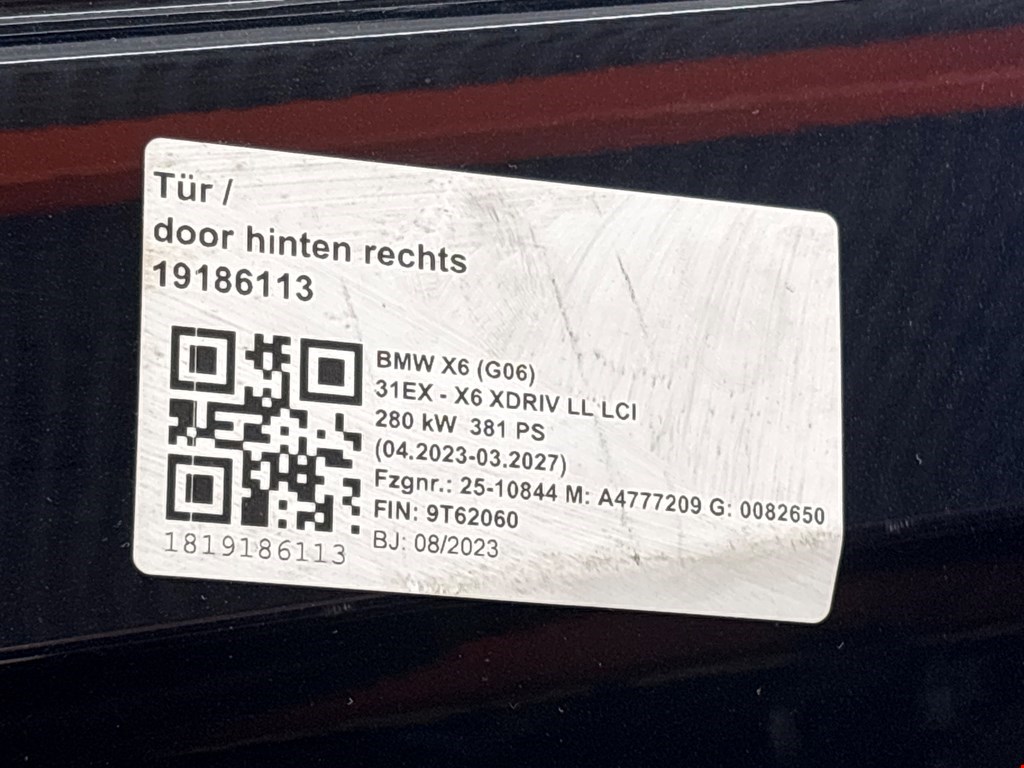 Tür /
door hinten rechts
19186113
BMW X6 (G06)
31EX - X6 XDRIV LL LCI
280 kW 381 PS
(04.2023-03.2027)
Fzgnr.: 25-10844 M: A4777209 G: 0082650
FIN: 9T62060
BJ: 08/2023
1819186113